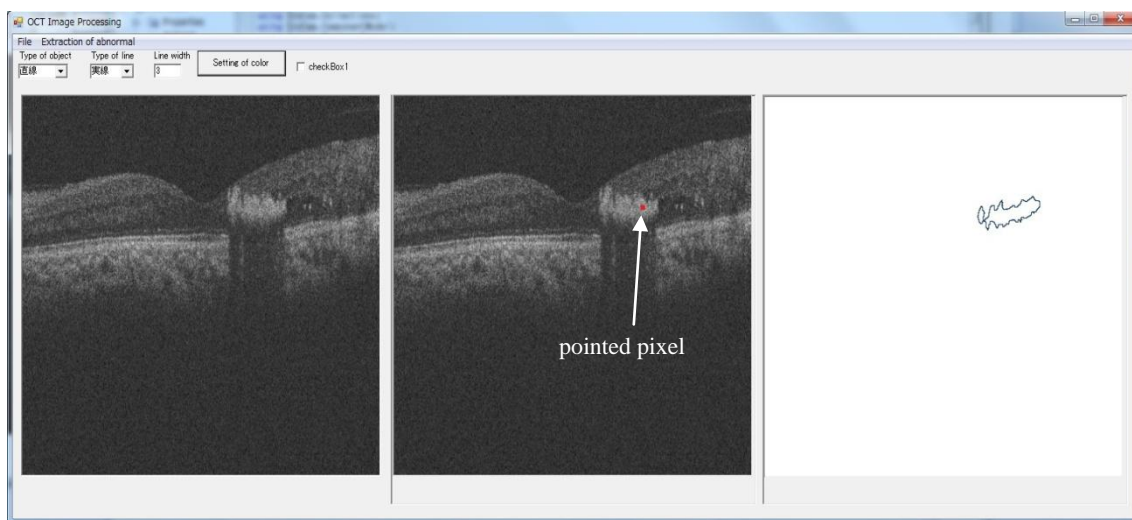 OCT Image Processing
File Extraction of abnormal
Type of object Type of line Line width
直線 実線 3 Setting of color checkBox1
pointed pixel